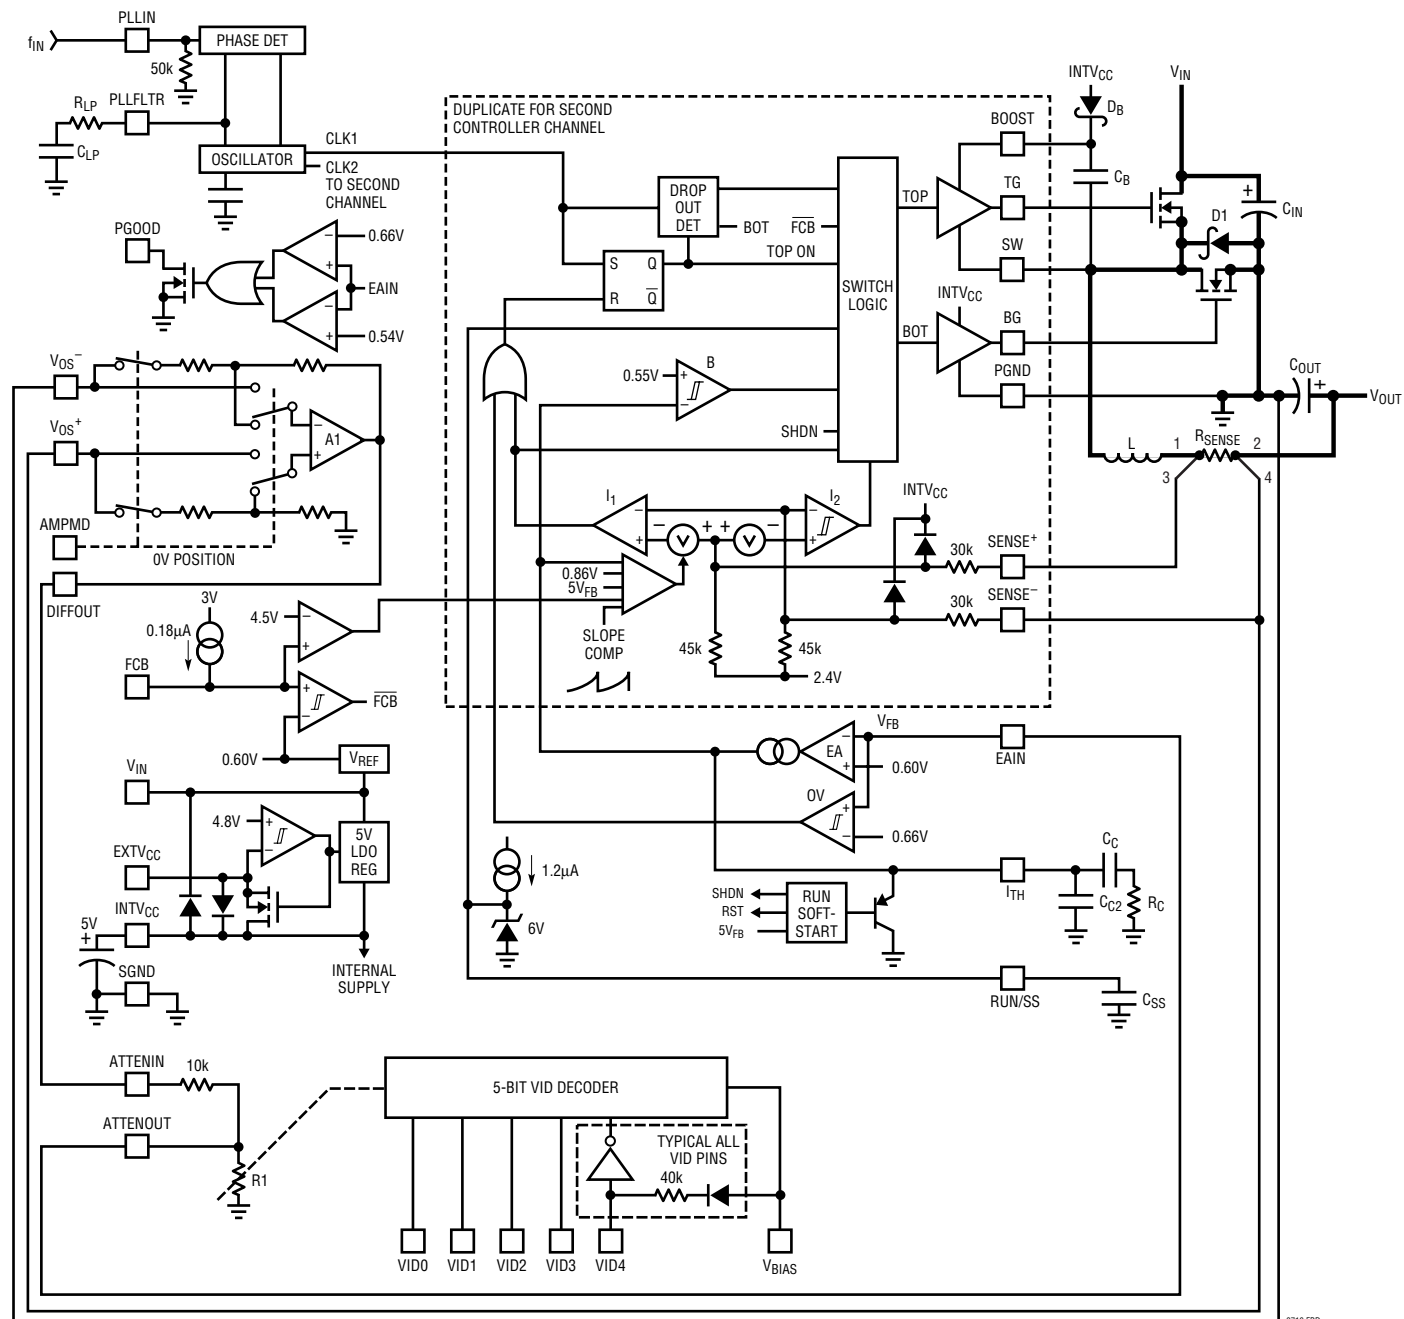 PLLIN
fIN
PHASE DET
50k
RLP
PLLFLTR
CLP
OSCILLATOR
CLK1
CLK2
TO SECOND
CHANNEL
DUPLICATE FOR SECOND
CONTROLLER CHANNEL
INTVCC
VIN
DB
BOOST
CB
CIN
TG
D1
SW
TOP
DROP
OUT
DET
BOT
FCB
TOP ON
S
Q
R
Q
SWITCH
LOGIC
INTVCC
BOT
BG
PGND
COUT
+
VOUT
PGOOD
−
0.66V
+
EAIN
−
+
0.54V
VOS−
VOS+
−
A1
+
AMPMD
0V POSITION
DIFFOUT
0.55V
+
B
−
SHDN
L
1
RSENSE
2
3
4
I1
−
+
− + + −
I2
−
+
INTVCC
30k
SENSE+
30k
SENSE−
0.86V
5VFB
SLOPE
COMP
45k
45k
2.4V
3V
0.18µA
4.5V
−
+
FCB
+
−
FCB
0.60V
VREF
VIN
4.8V
+
−
5V
LDO
REG
EXTVCC
INTVCC
5V
+
SGND
INTERNAL
SUPPLY
VFB
−
EA
+
0.60V
EAIN
OV
+
−
0.66V
1.2µA
6V
SHDN
RST
5VFB
RUN
SOFT-
START
ITH
CC
CC2
RC
RUN/SS
CSS
ATTENIN
10k
ATTENOUT
R1
5-BIT VID DECODER
TYPICAL ALL
VID PINS
40k
VID0
VID1
VID2
VID3
VID4
VBIAS